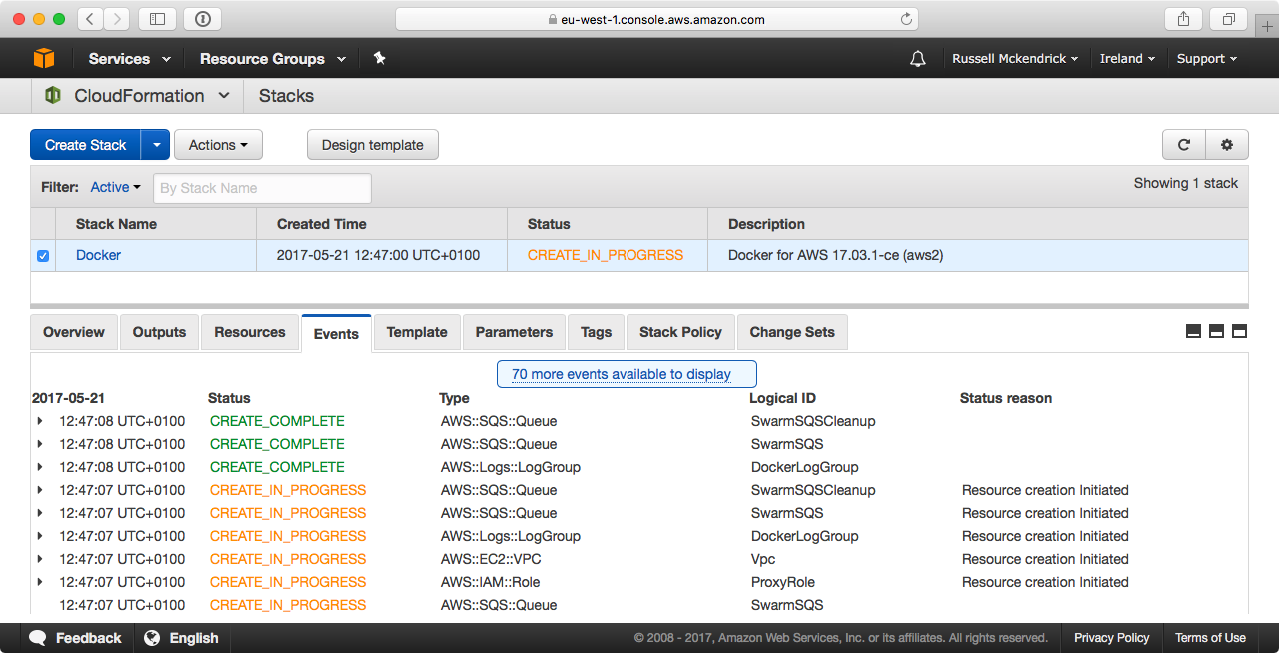 eu-west-1.console.aws.amazon.com
Services Resource Groups Russell Mckendrick Ireland Support
CloudFormation Stacks
Create Stack Actions Design template
Filter: Active By Stack Name Showing 1 stack
Stack Name Created Time Status Description
Docker 2017-05-21 12:47:00 UTC+0100 CREATE_IN_PROGRESS Docker for AWS 17.03.1-ce (aws2)
Overview Outputs Resources Events Template Parameters Tags Stack Policy Change Sets
70 more events available to display
2017-05-21 Status Type Logical ID Status reason
12:47:08 UTC+0100 CREATE_COMPLETE AWS::SQS::Queue SwarmSQSCleanup
12:47:08 UTC+0100 CREATE_COMPLETE AWS::SQS::Queue SwarmSQS
12:47:08 UTC+0100 CREATE_COMPLETE AWS::Logs::LogGroup DockerLogGroup
12:47:07 UTC+0100 CREATE_IN_PROGRESS AWS::SQS::Queue SwarmSQSCleanup Resource creation Initiated
12:47:07 UTC+0100 CREATE_IN_PROGRESS AWS::SQS::Queue SwarmSQS Resource creation Initiated
12:47:07 UTC+0100 CREATE_IN_PROGRESS AWS::Logs::LogGroup DockerLogGroup Resource creation Initiated
12:47:07 UTC+0100 CREATE_IN_PROGRESS AWS::EC2::VPC Vpc Resource creation Initiated
12:47:07 UTC+0100 CREATE_IN_PROGRESS AWS::IAM::Role ProxyRole Resource creation Initiated
12:47:07 UTC+0100 CREATE_IN_PROGRESS AWS::SQS::Queue SwarmSQS
Feedback English © 2008 - 2017, Amazon Web Services, Inc. or its affiliates. All rights reserved. Privacy Policy Terms of Use